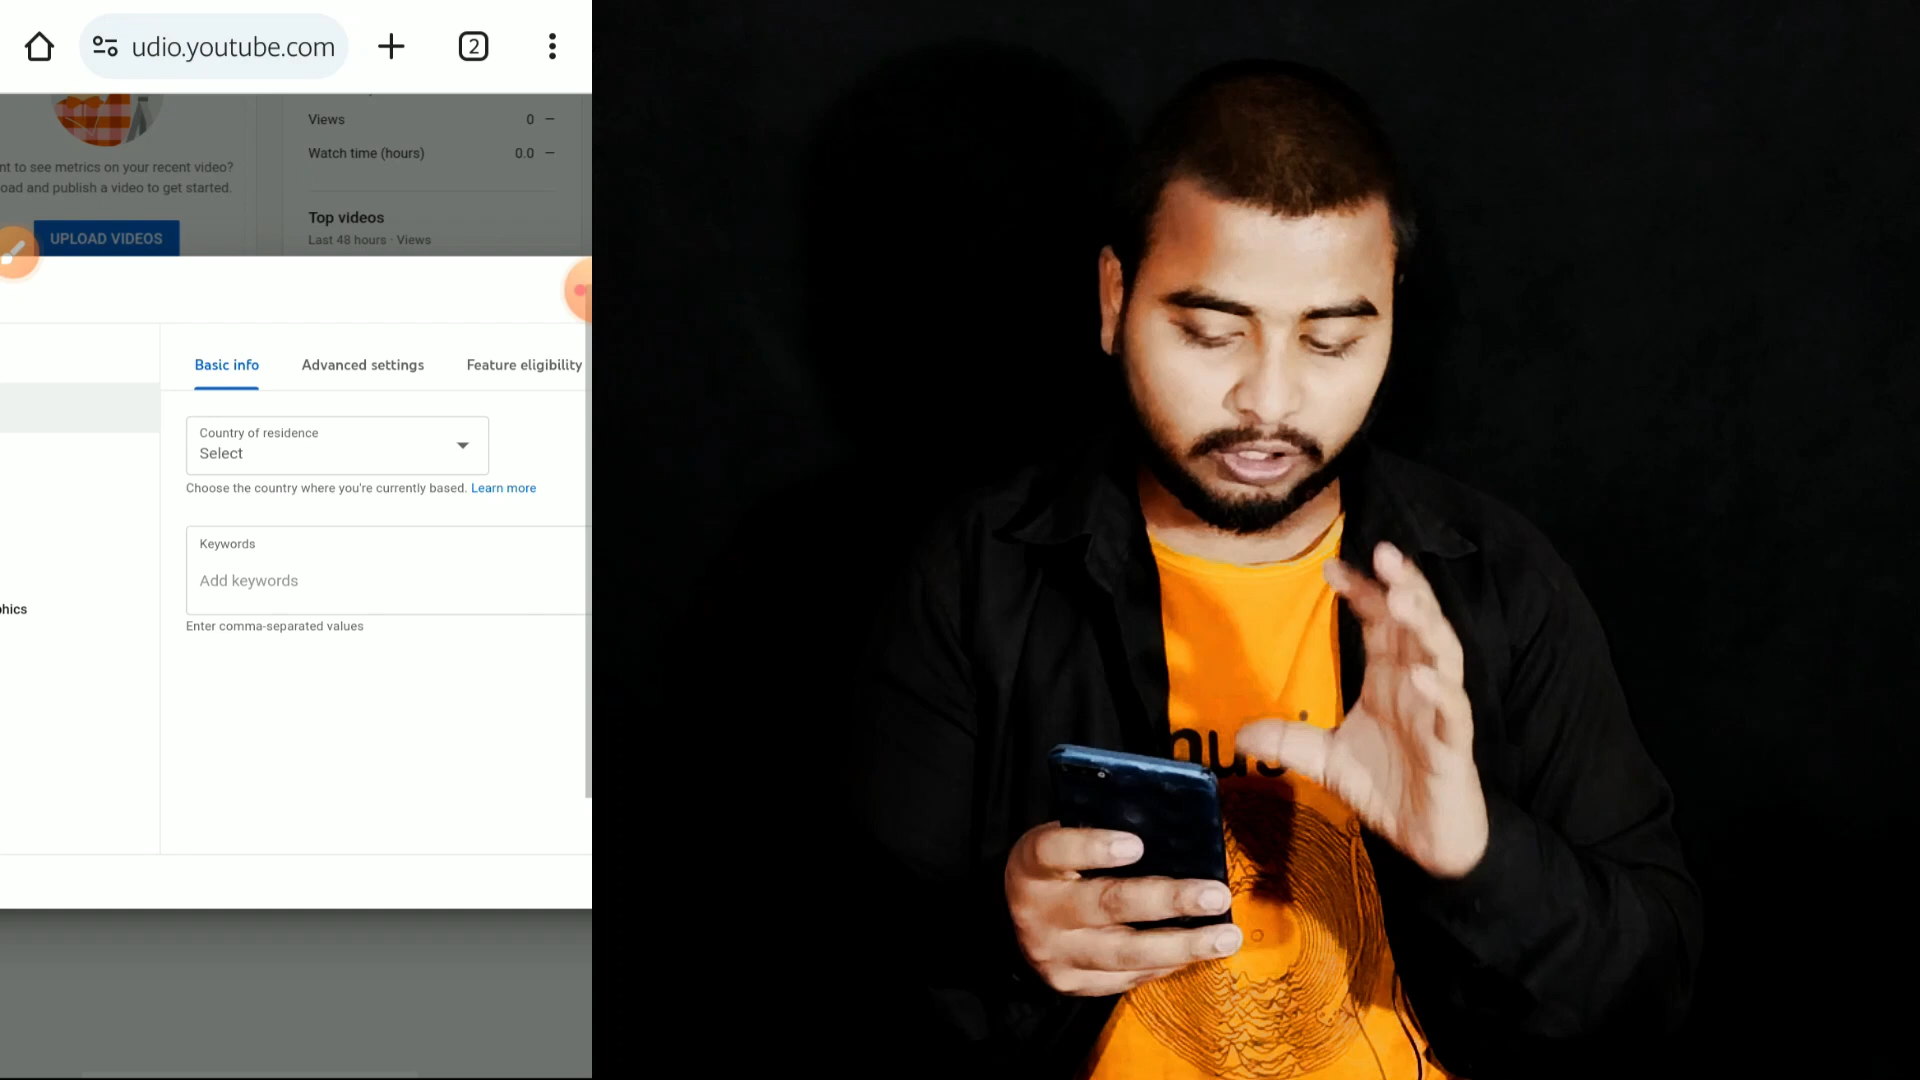 udio.youtube.com
2
Views 0 —
Watch time (hours) 0.0 —
nt to see metrics on your recent video?
oad and publish a video to get started.
Top videos
Last 48 hours · Views
UPLOAD VIDEOS
Basic info
Advanced settings
Feature eligibility
Country of residence
Select
Choose the country where you're currently based. Learn more
Keywords
Add keywords
Enter comma-separated values
phics